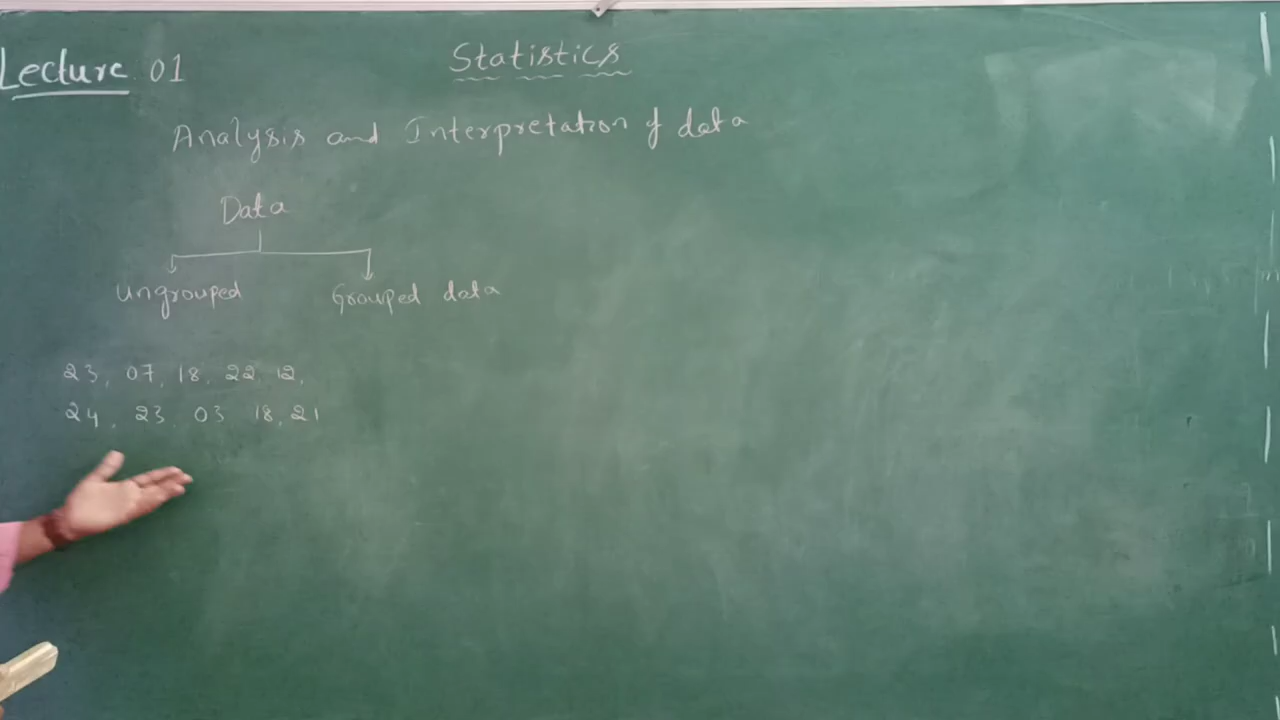 Lecture 01
Statistics
Analysis and Interpretation of data
Data
Ungrouped
Grouped data
23, 07, 18, 22 12,
24, 23, 03 18, 21